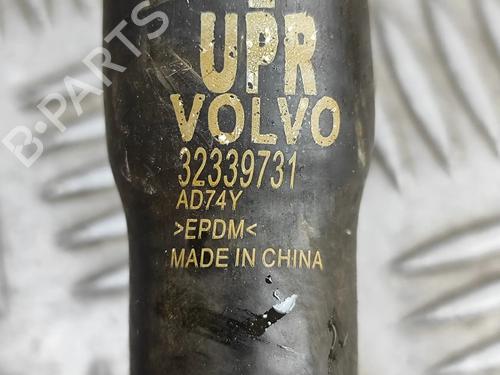 B-PARTS
UPR
VOLVO
32339731
AD74Y
>EPDM<
MADE IN CHINA